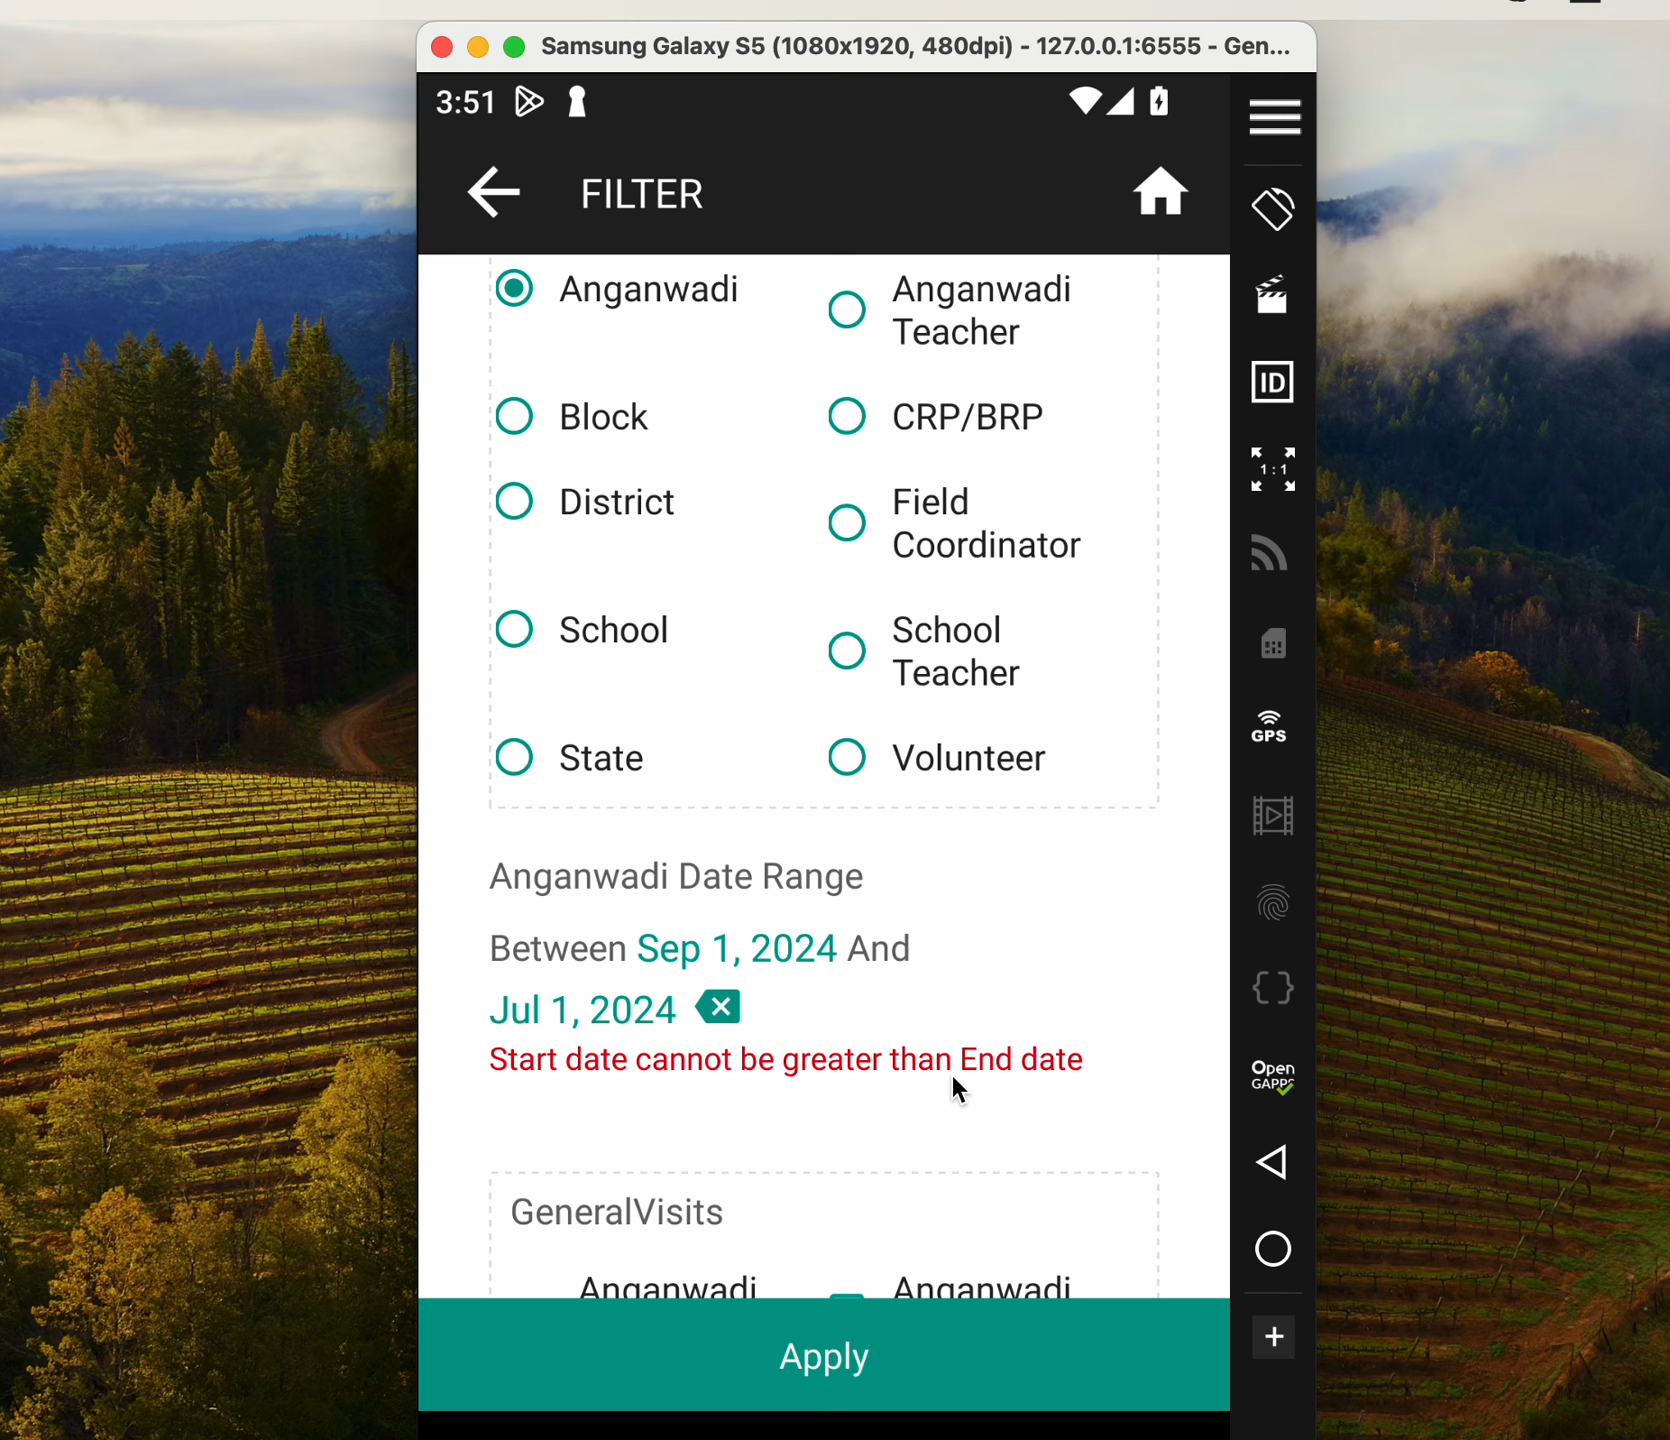 Samsung Galaxy S5 (1080x1920, 480dpi) - 127.0.0.1:6555 - Gen...
3:51
FILTER
Anganwadi
Anganwadi
Teacher
Block
CRP/BRP
District
Field
Coordinator
School
School
Teacher
State
Volunteer
Anganwadi Date Range
Between Sep 1, 2024 And
Jul 1, 2024
Start date cannot be greater than End date
GeneralVisits
Anganwadi
Anganwadi
Apply
ID
1:1
GPS
Open
GAPPS